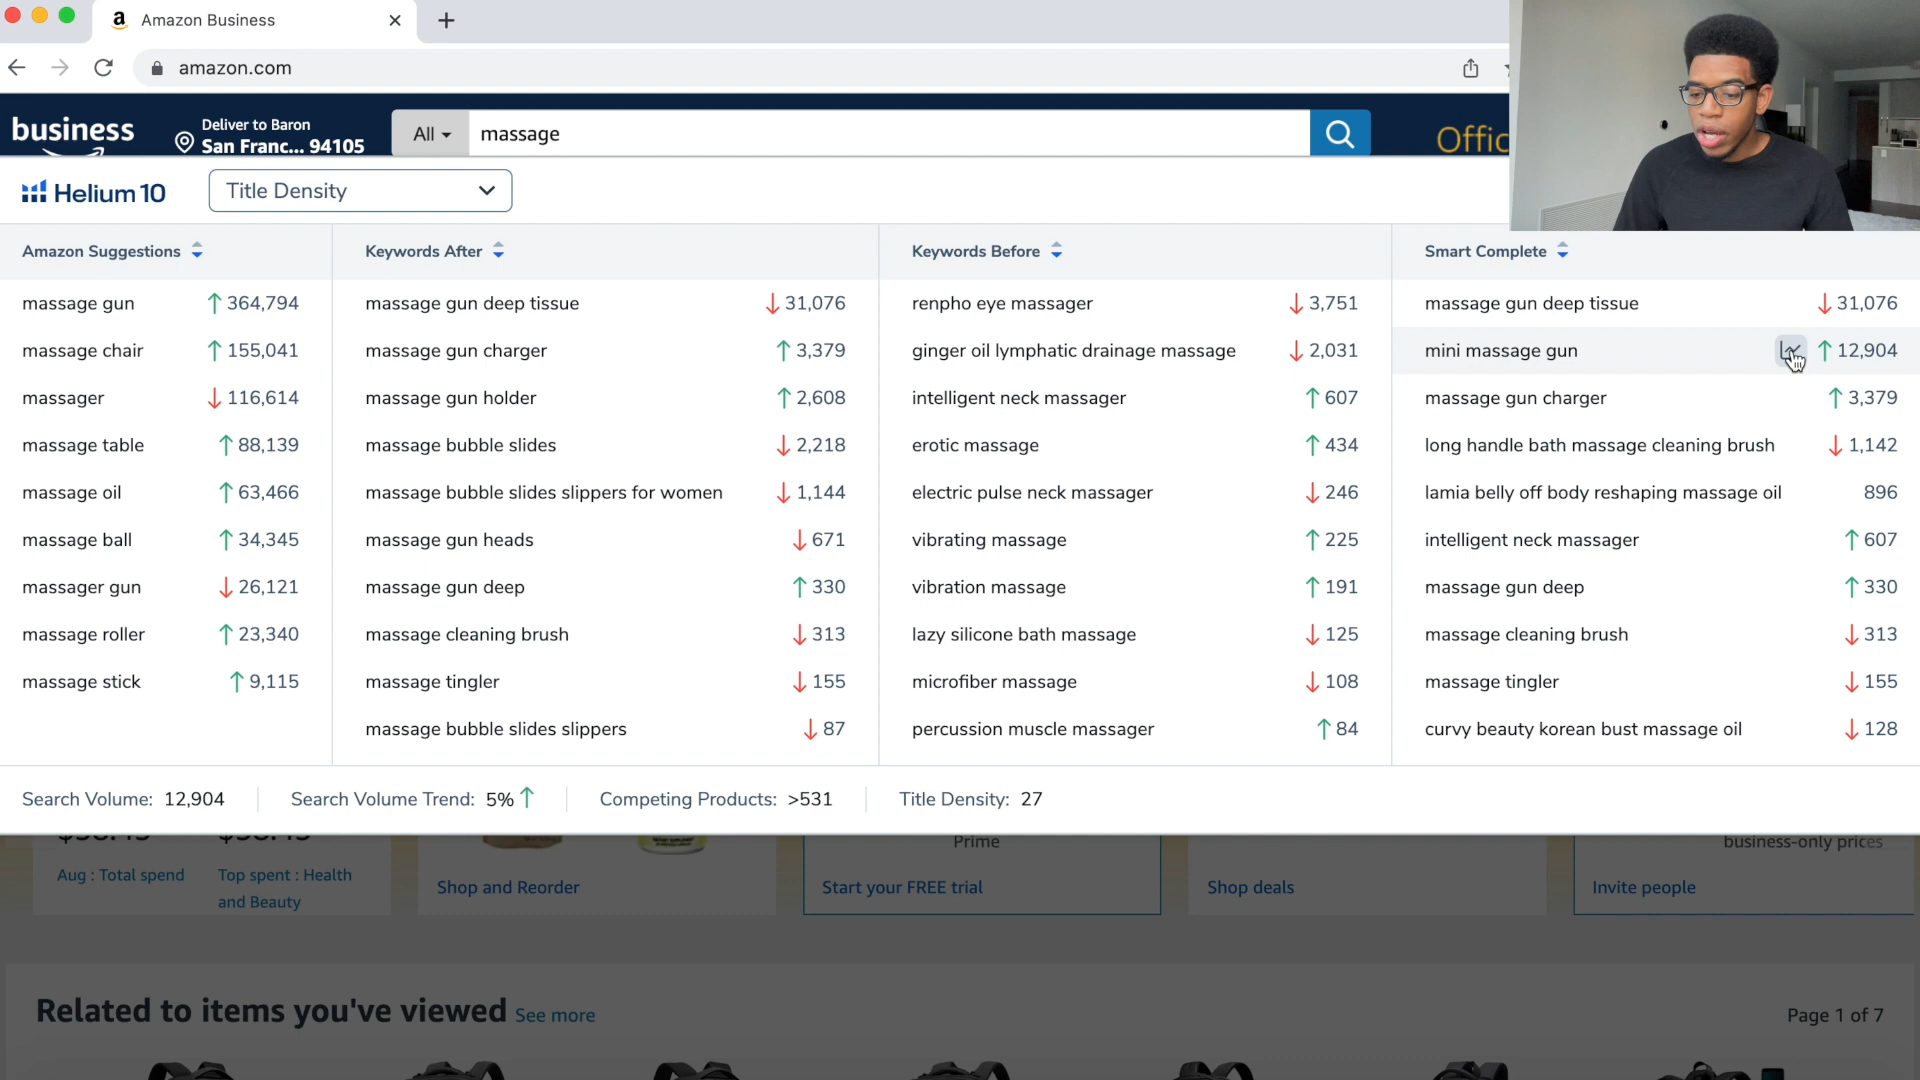 Amazon Business
amazon.com
business
Deliver to Baron
San Franc... 94105
All
massage
Helium 10
Title Density
Amazon Suggestions
massage gun 364,794
massage chair 155,041
massager 116,614
massage table 88,139
massage oil 63,466
massage ball 34,345
massager gun 26,121
massage roller 23,340
massage stick 9,115
Keywords After
massage gun deep tissue 31,076
massage gun charger 3,379
massage gun holder 2,608
massage bubble slides 2,218
massage bubble slides slippers for women 1,144
massage gun heads 671
massage gun deep 330
massage cleaning brush 313
massage tingler 155
massage bubble slides slippers 87
Keywords Before
renpho eye massager 3,751
ginger oil lymphatic drainage massage 2,031
intelligent neck massager 607
erotic massage 434
electric pulse neck massager 246
vibrating massage 225
vibration massage 191
lazy silicone bath massage 125
microfiber massage 108
percussion muscle massager 84
Smart Complete
massage gun deep tissue 31,076
mini massage gun 12,904
massage gun charger 3,379
long handle bath massage cleaning brush 1,142
lamia belly off body reshaping massage oil 896
intelligent neck massager 607
massage gun deep 330
massage cleaning brush 313
massage tingler 155
curvy beauty korean bust massage oil 128
Search Volume: 12,904
Search Volume Trend: 5%
Competing Products: >531
Title Density: 27
Aug : Total spend
Top spent : Health
and Beauty
Shop and Reorder
Prime
Start your FREE trial
Shop deals
business-only prices
Invite people
Related to items you've viewed See more
Page 1 of 7